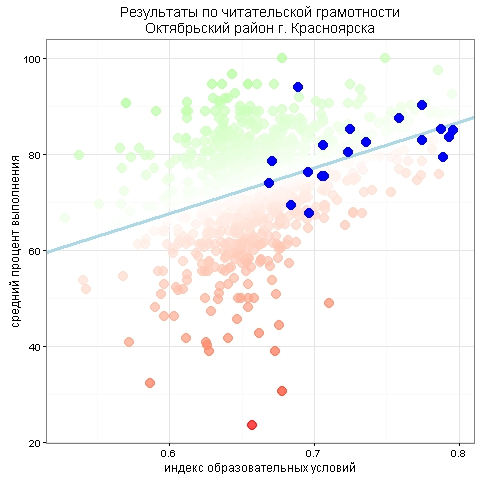 Результаты по читательской грамотности
Октябрьский район г. Красноярска
средний процент выполнения
100
80
60
40
20
0.6
0.7
0.8
индекс образовательных условий